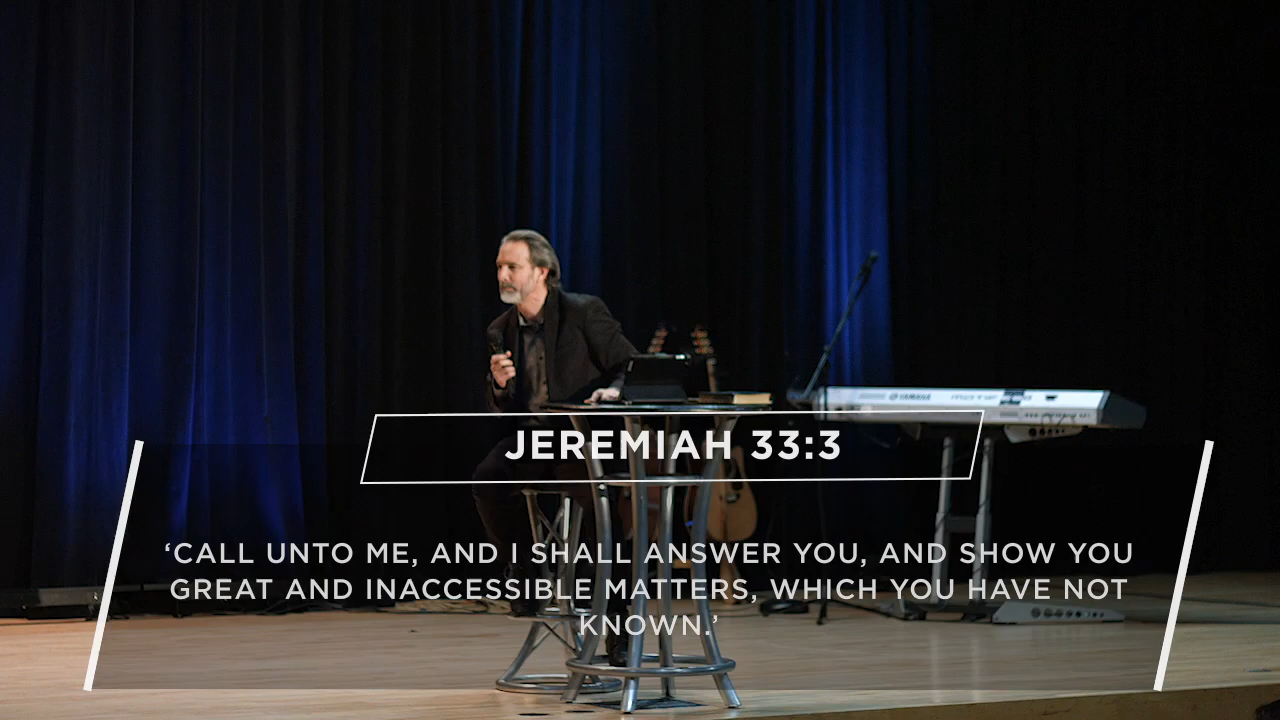 YAMAHA
JEREMIAH 33:3
‘CALL UNTO ME, AND I SHALL ANSWER YOU, AND SHOW YOU
GREAT AND INACCESSIBLE MATTERS, WHICH YOU HAVE NOT
KNOWN.’